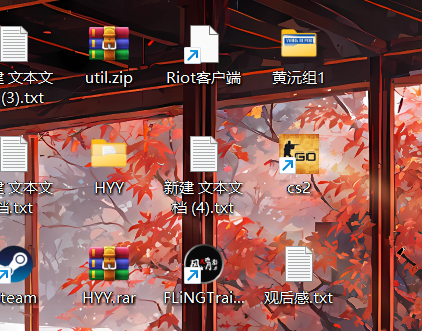 建 文本文
(3).txt
util.zip
Riot客户端
黄沅组1
建 文本文
档.txt
HYY
新建 文本文
档 (4).txt
GO
cs2
team
HYY.rar
FLiNGTrai...
观后感.txt